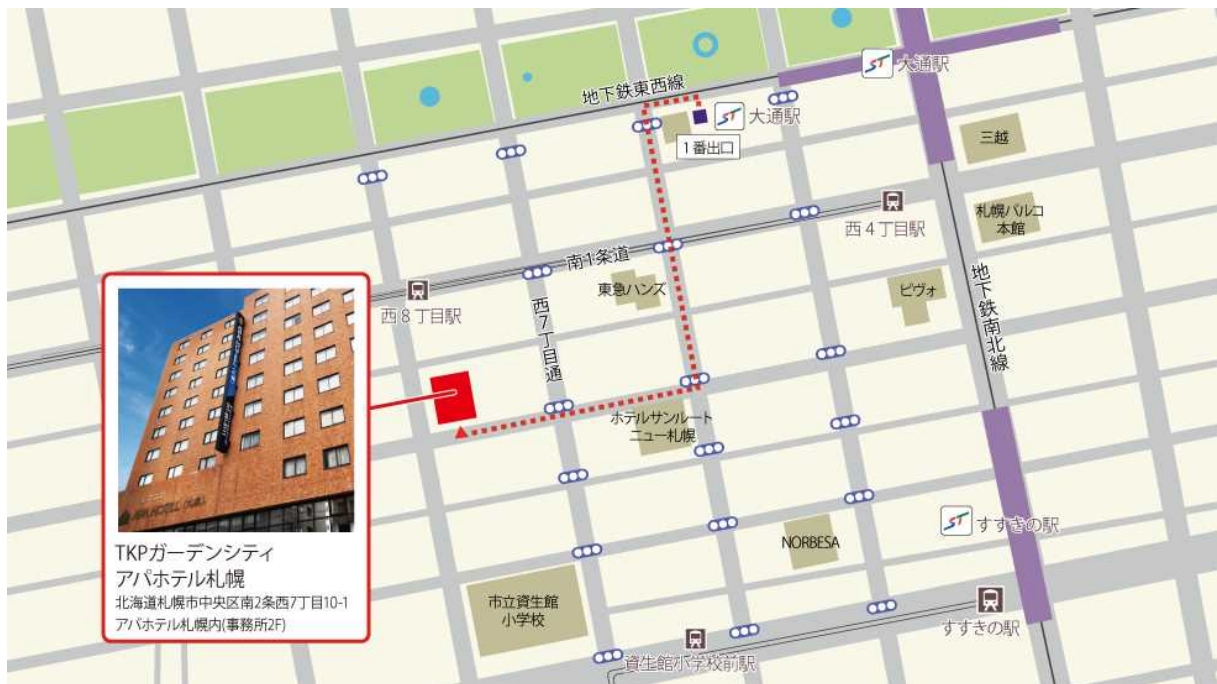 地下鉄東西線
ST 大通駅
ST 大通駅
1番出口
三越
西4丁目駅
札幌パルコ
本館
南1条道
西8丁目駅
東急ハンズ
ピヴォ
西7丁目通
地下鉄南北線
ホテルサンルート
ニュー札幌
ST すすきの駅
NORBESA
市立資生館
小学校
すすきの駅
資生館小学校前駅
TKPガーデンシティ
アパホテル札幌
北海道札幌市中央区南2条西7丁目10-1
アパホテル札幌内(事務所2F)